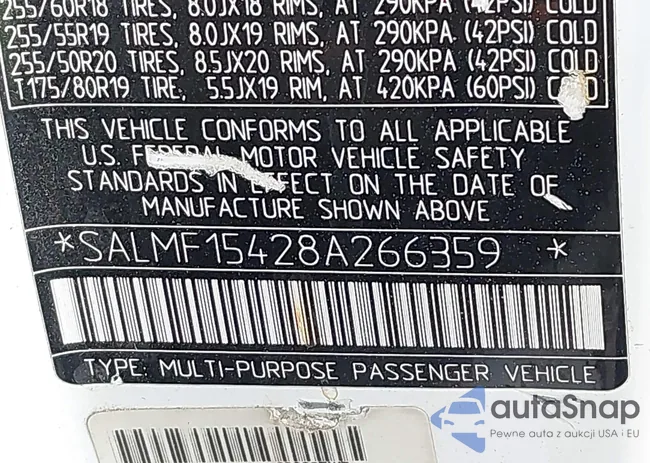 255/60R18 TIRES, 8.0JX18 RIMS, AT 290KPA (42PSI) COLD
255/55R19 TIRES, 8.0JX19 RIMS, AT 290KPA (42PSI) COLD
255/50R20 TIRES, 8.5JX20 RIMS, AT 290KPA (42PSI) COLD
T175/80R19 TIRE, 5.5JX19 RIM, AT 420KPA (60PSI) COLD
THIS VEHICLE CONFORMS TO ALL APPLICABLE
U.S. FEDERAL MOTOR VEHICLE SAFETY
STANDARDS IN EFFECT ON THE DATE OF
MANUFACTURE SHOWN ABOVE
*SALMF15428A266359 *
TYPE: MULTI-PURPOSE PASSENGER VEHICLE
autoSnap
Pewne auta z aukcji USA i EU